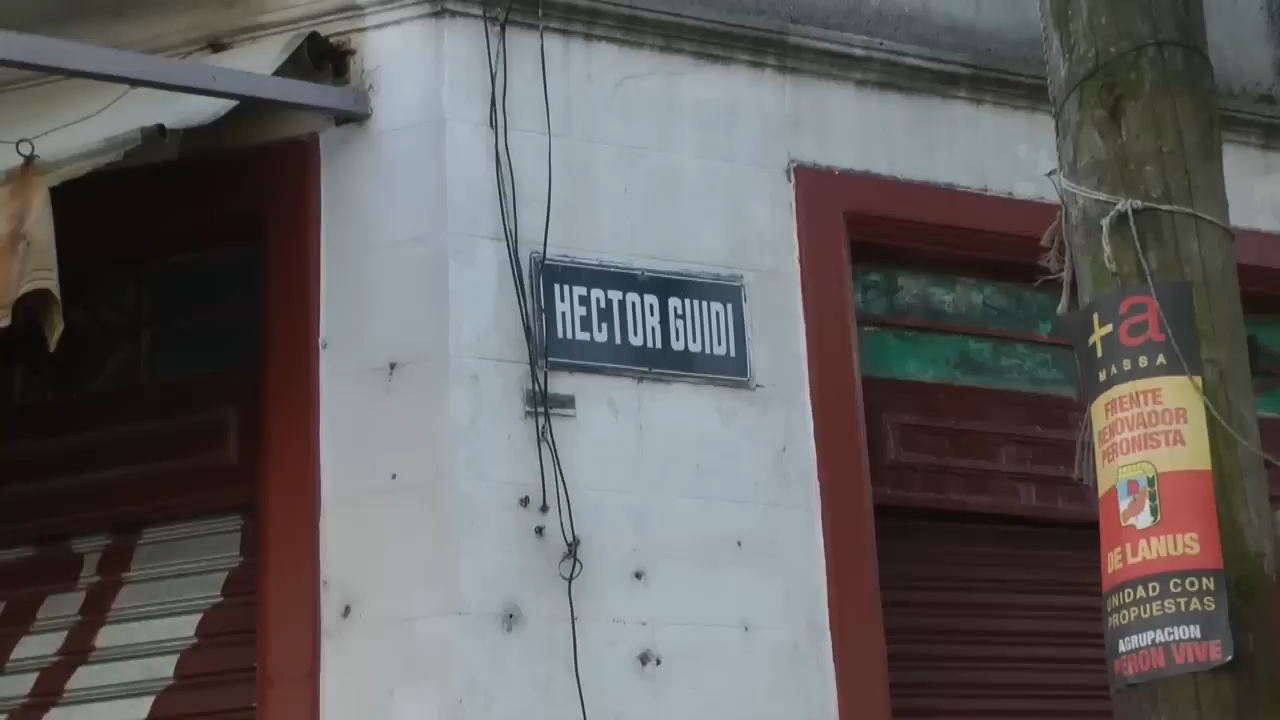 HECTOR GUIDI
+a
MASSA
FRENTE
RENOVADOR
PERONISTA
DE LANUS
UNIDAD CON
PROPUESTAS
AGRUPACION
PERON VIVE